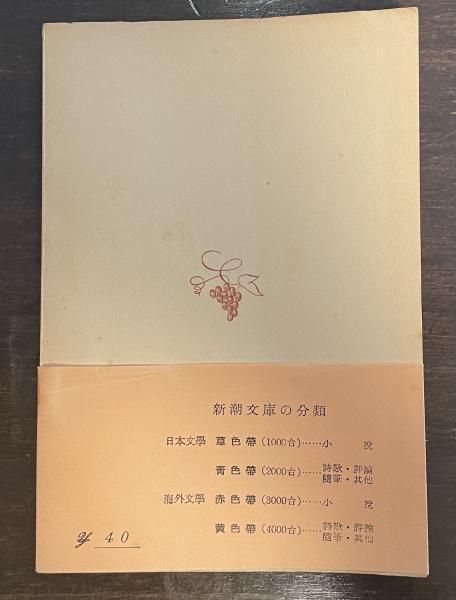 新潮文庫の分類
日本文學 草色帶 (1000台)……小說
靑色帶 (2000台)……詩歌・評論
隨筆・其他
海外文學 赤色帶 (3000台)……小說
黄色帶 (4000台)……詩歌・評論
隨筆・其他
y 40